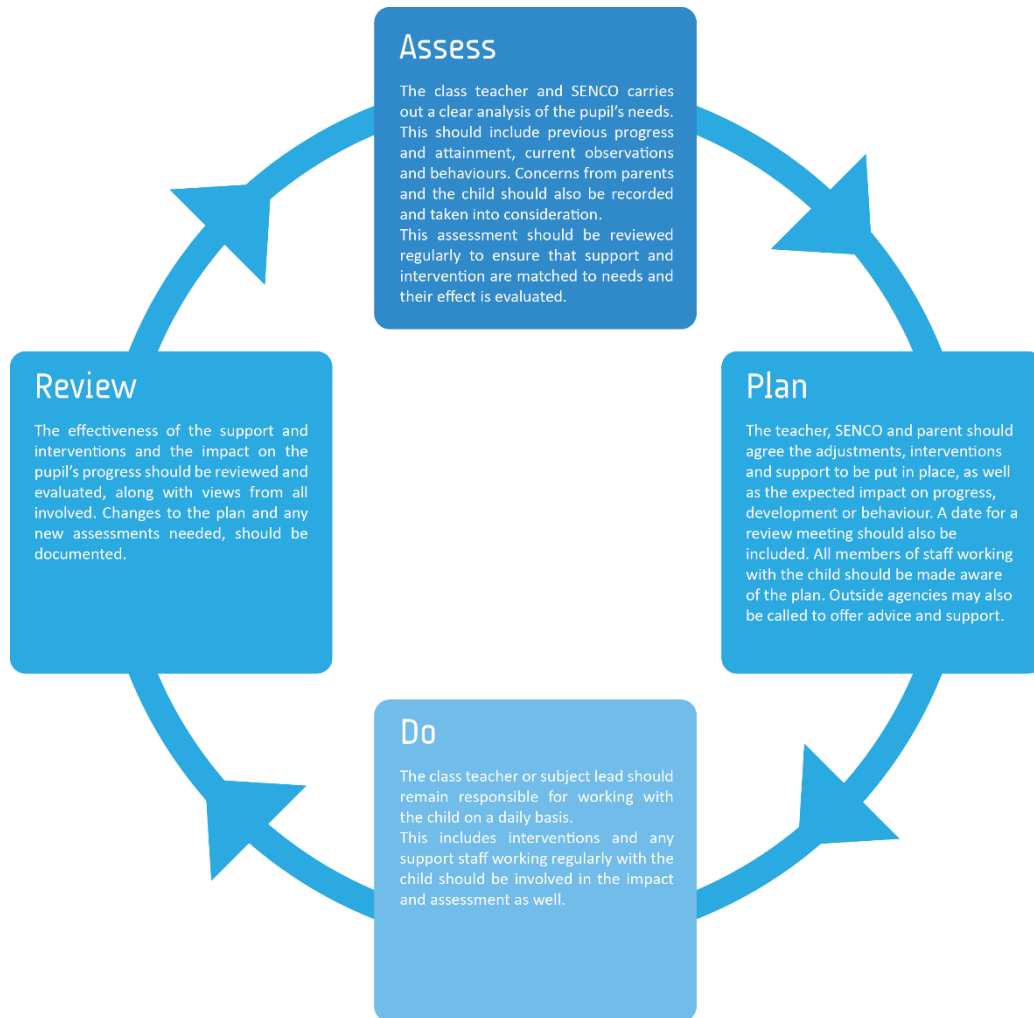 Assess
The class teacher and SENCO carries
out a clear analysis of the pupil's needs.
This should include previous progress
and attainment, current observations
and behaviours. Concerns from parents
and the child should also be recorded
and taken into consideration.
This assessment should be reviewed
regularly to ensure that support and
intervention are matched to needs and
their effect is evaluated.
Plan
The teacher, SENCO and parent should
agree the adjustments, interventions
and support to be put in place, as well
as the expected impact on progress,
development or behaviour. A date for a
review meeting should also be
included. All members of staff working
with the child should be made aware
of the plan. Outside agencies may also
be called to offer advice and support.
Do
The class teacher or subject lead should
remain responsible for working with
the child on a daily basis.
This includes interventions and any
support staff working regularly with the
child should be involved in the impact
and assessment as well.
Review
The effectiveness of the support and
interventions and the impact on the
pupil's progress should be reviewed and
evaluated, along with views from all
involved. Changes to the plan and any
new assessments needed, should be
documented.